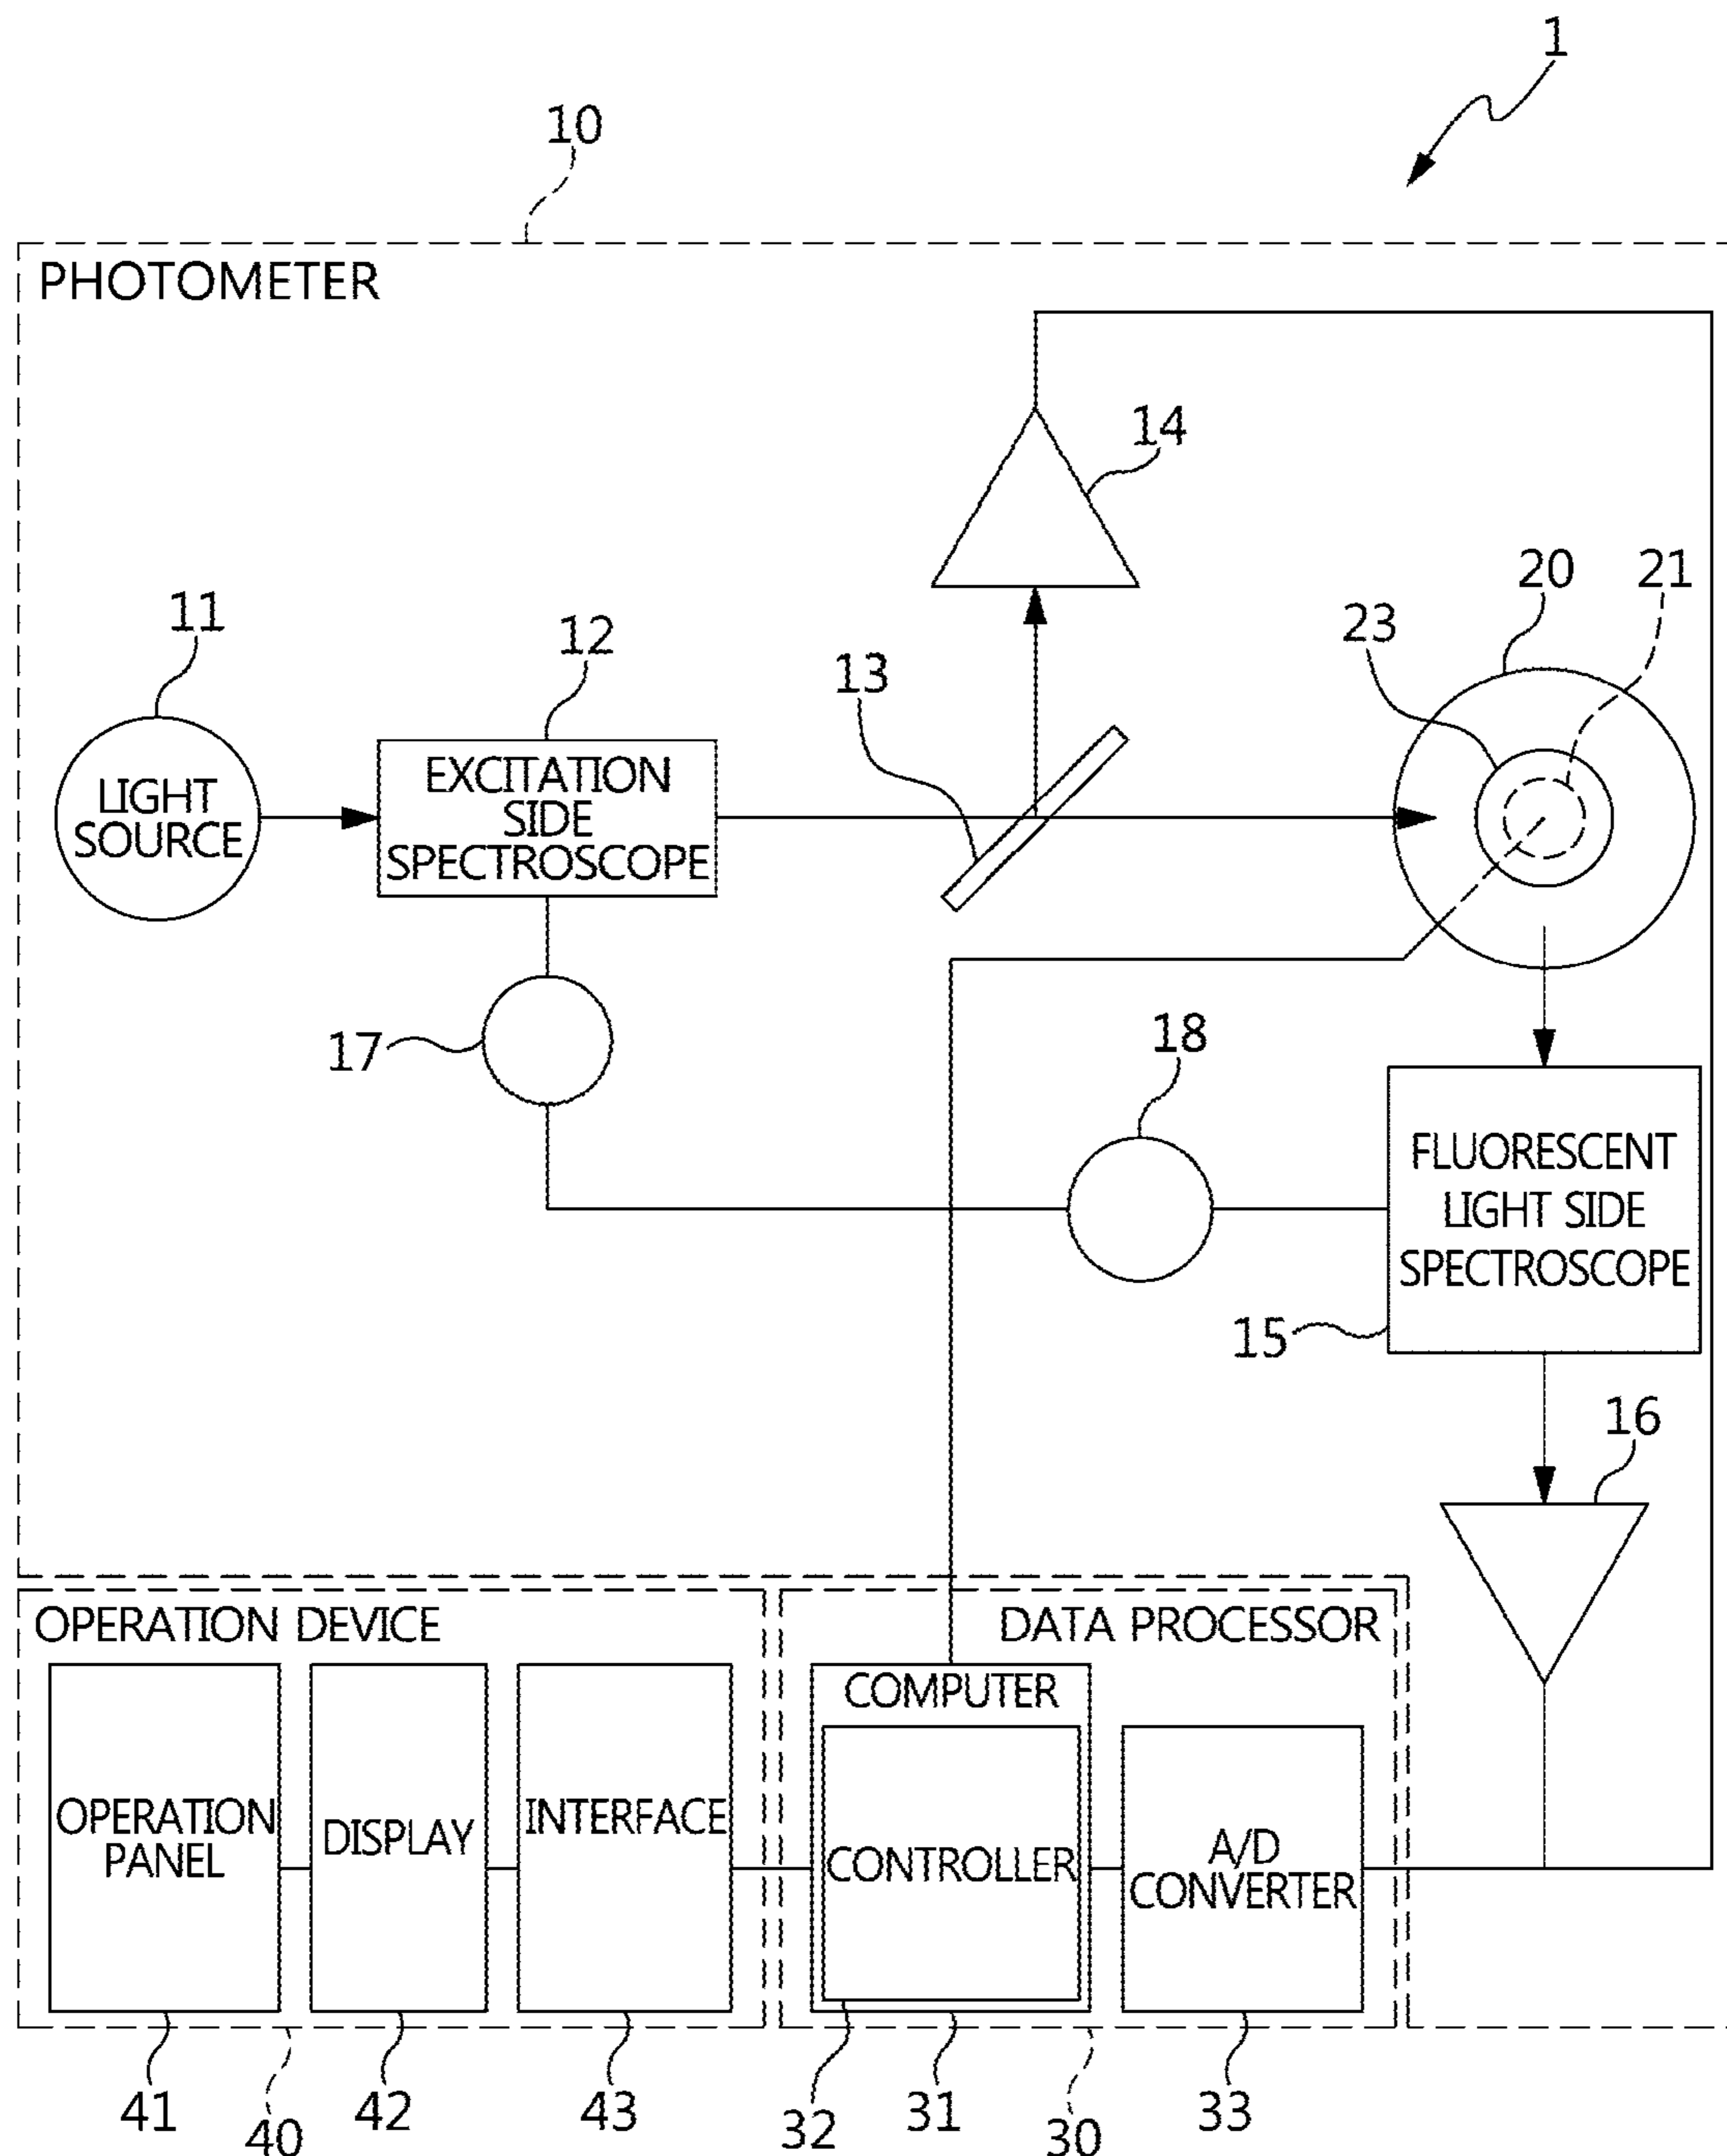 1
10
PHOTOMETER
14
11
12
13
20
21
23
LIGHT
SOURCE
EXCITATION
SIDE
SPECTROSCOPE
17
18
FLUORESCENT
LIGHT SIDE
SPECTROSCOPE
15
16
OPERATION DEVICE
DATA PROCESSOR
OPERATION
PANEL
DISPLAY
INTERFACE
COMPUTER
CONTROLLER
A/D
CONVERTER
41
40
42
43
32
31
30
33